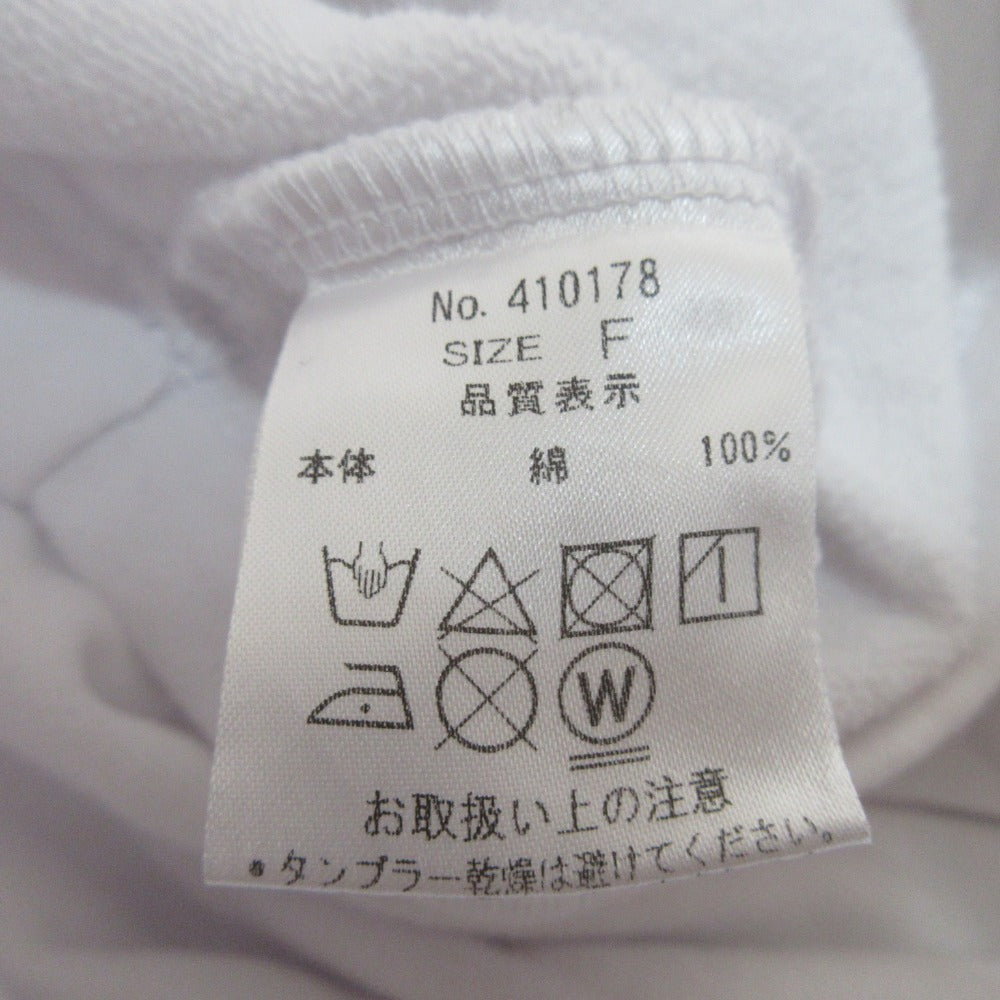 No. 410178
SIZE F
品質表示
本体 綿 100%
W
お取扱い上の注意
*タンブラー乾燥は避けてください。